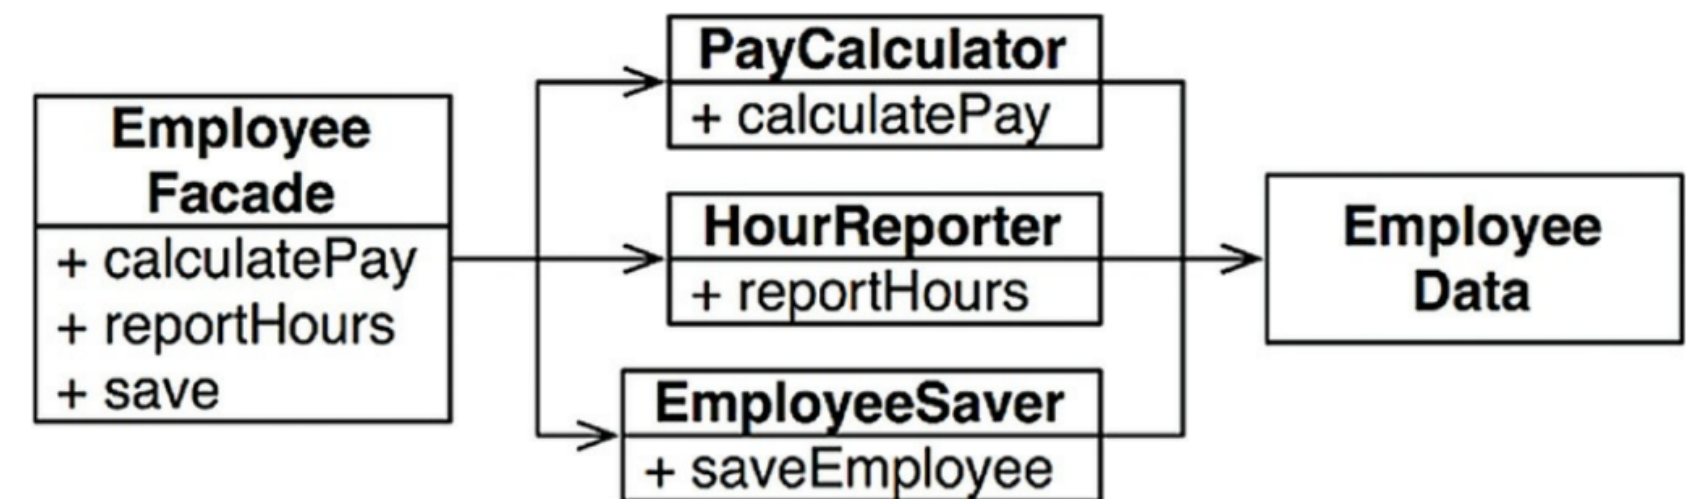 Employee
Facade
+ calculatePay
+ reportHours
+ save
PayCalculator
+ calculatePay
HourReporter
+ reportHours
EmployeeSaver
+ saveEmployee
Employee
Data